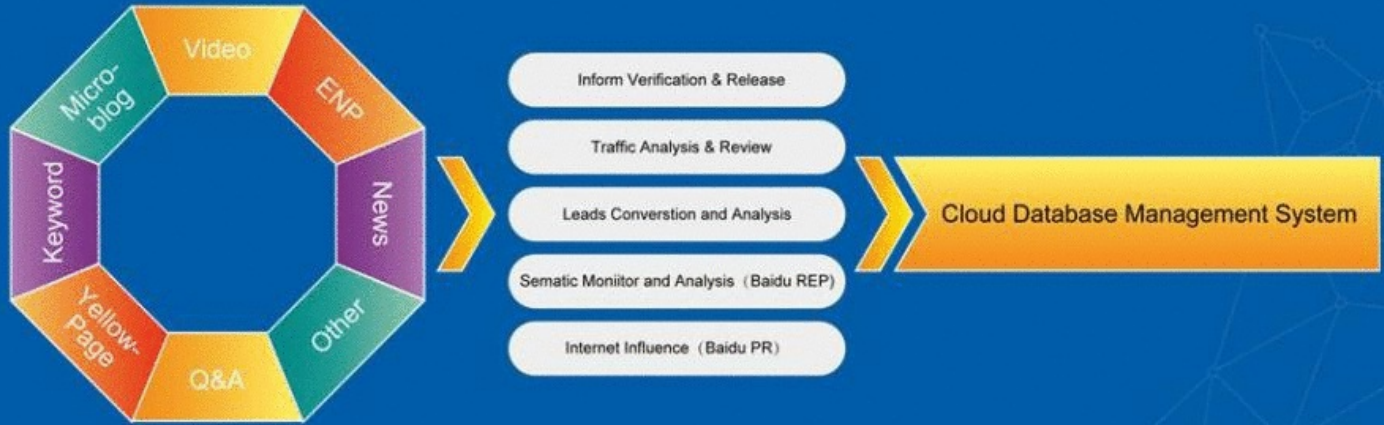 Video
ENP
News
Other
Q&A
Yellow-
Page
Keyword
Micro-
blog
Inform Verification & Release
Traffic Analysis & Review
Leads Converstion and Analysis
Sematic Moniitor and Analysis（Baidu REP)
Internet Influence（Baidu PR）
Cloud Database Management System